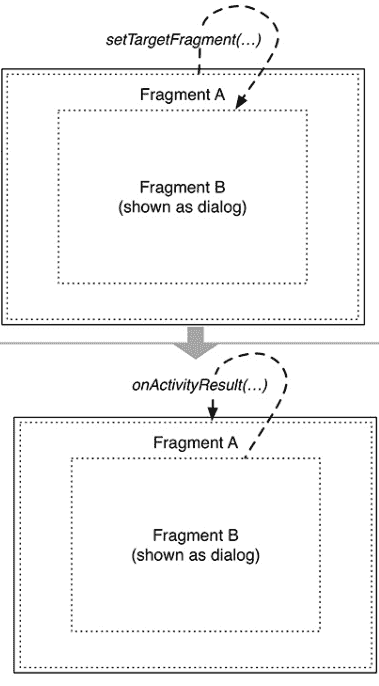 setTargetFragment(…)
Fragment A
Fragment B
(shown as dialog)
onActivityResult(…)
Fragment A
Fragment B
(shown as dialog)